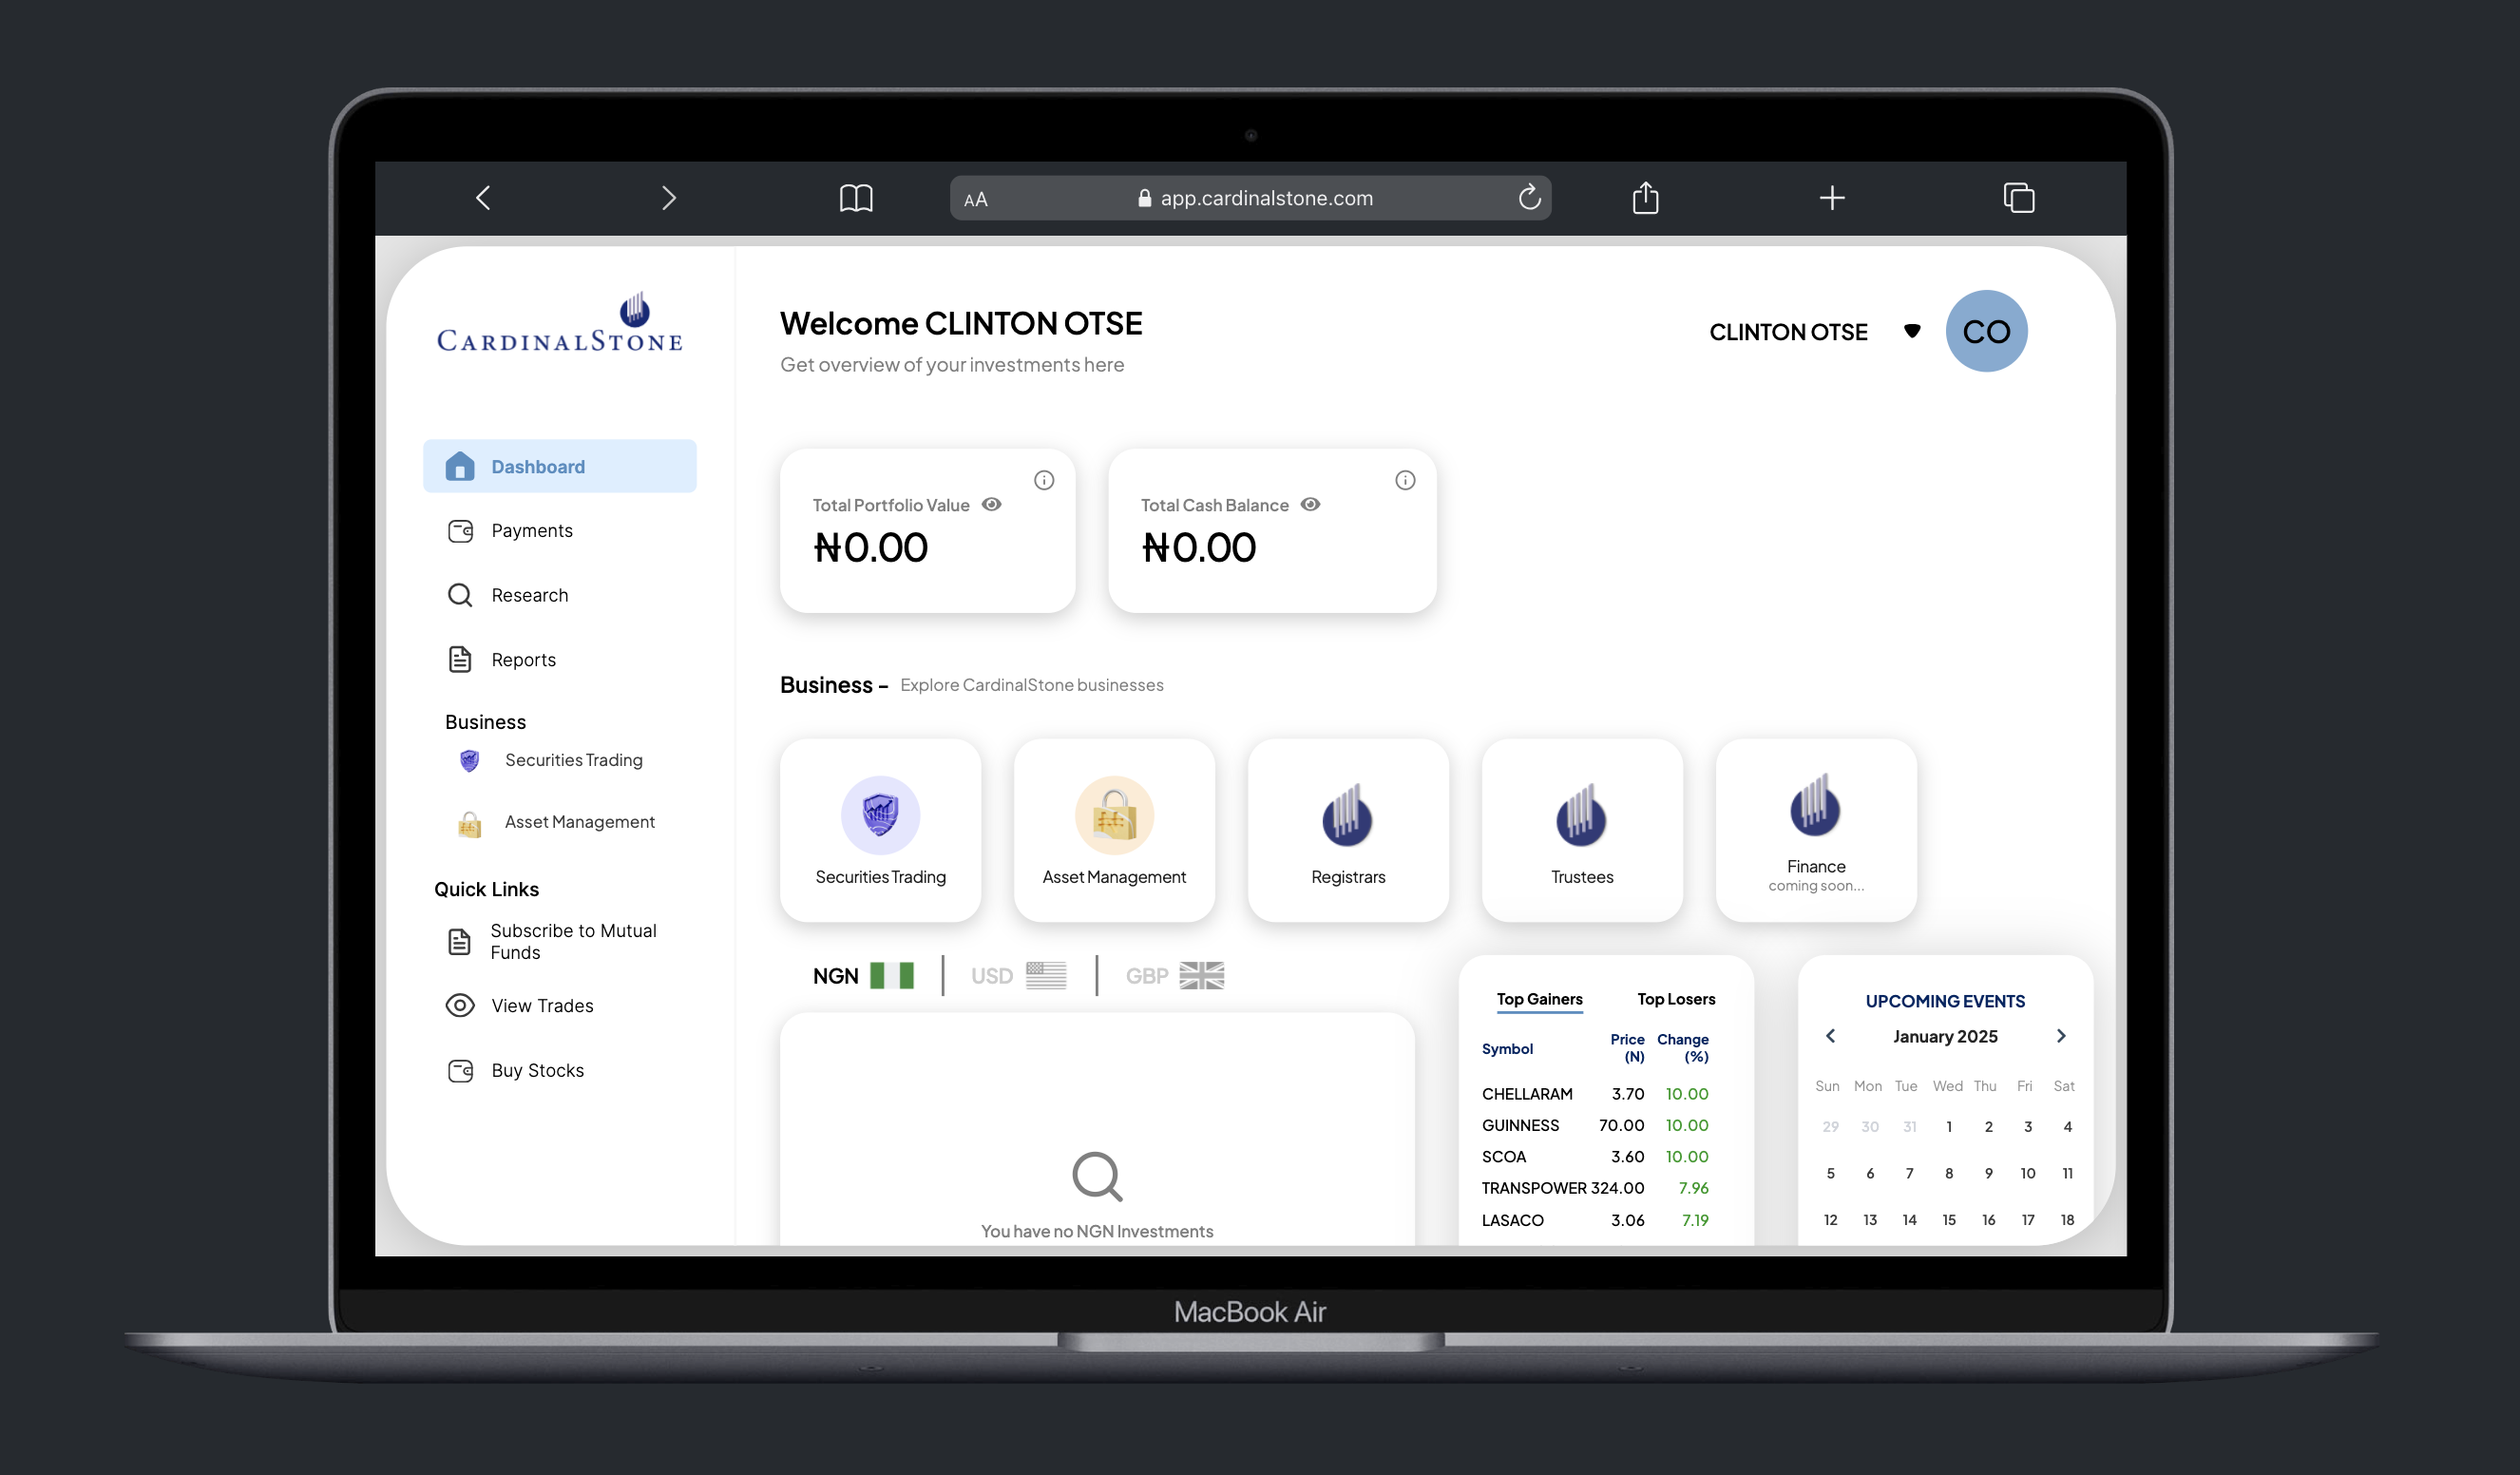 AA
app.cardinalstone.com
CARDINALSTONE
Dashboard
Payments
Research
Reports
Business
Securities Trading
Asset Management
Quick Links
Subscribe to Mutual
Funds
View Trades
Buy Stocks
Welcome CLINTON OTSE
Get overview of your investments here
CLINTON OTSE
CO
Total Portfolio Value
₦0.00
Total Cash Balance
₦0.00
Business - Explore CardinalStone businesses
Securities Trading
Asset Management
Registrars
Trustees
Finance
coming soon...
NGN
USD
GBP
You have no NGN Investments
Top Gainers Top Losers
Symbol Price (N) Change (%)
CHELLARAM 3.70 10.00
GUINNESS 70.00 10.00
SCOA 3.60 10.00
TRANSPOWER 324.00 7.96
LASACO 3.06 7.19
UPCOMING EVENTS
January 2025
Sun Mon Tue Wed Thu Fri Sat
29 30 31 1 2 3 4
5 6 7 8 9 10 11
12 13 14 15 16 17 18
MacBook Air